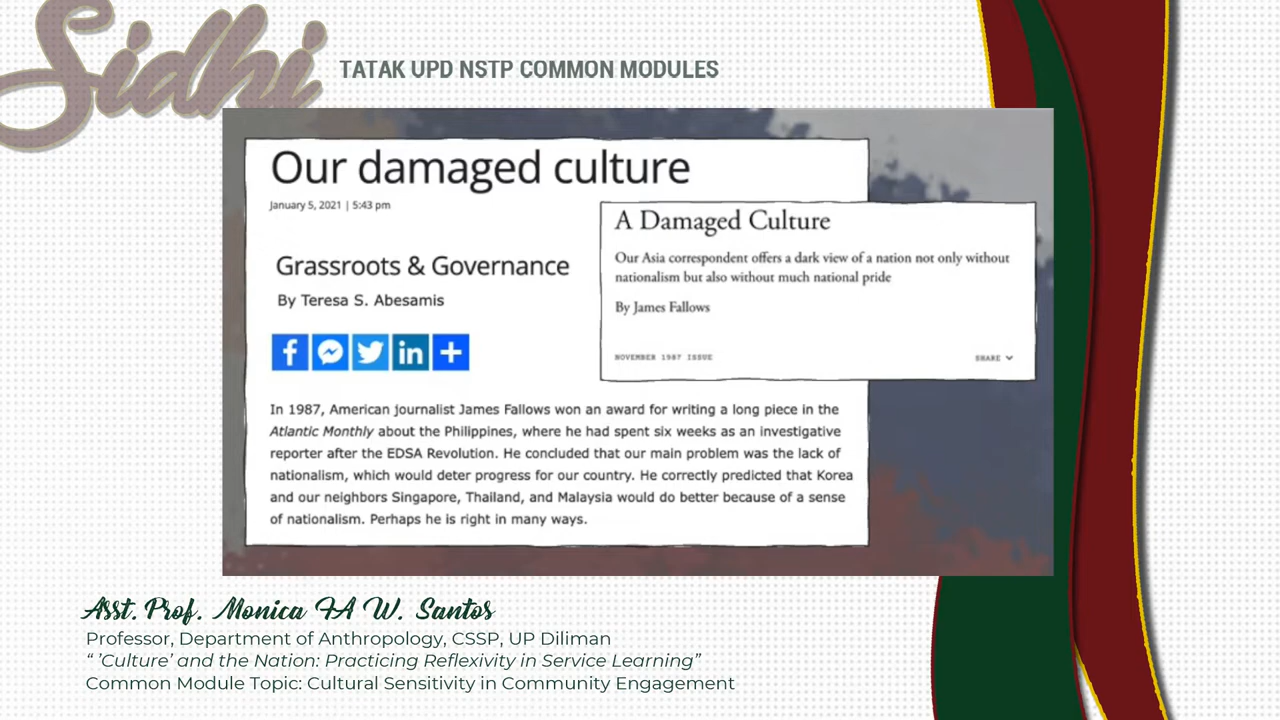 Sidhi
TATAK UPD NSTP COMMON MODULES
Our damaged culture
January 5, 2021 | 5:43 pm
Grassroots & Governance
By Teresa S. Abesamis
A Damaged Culture
Our Asia correspondent offers a dark view of a nation not only without
nationalism but also without much national pride
By James Fallows
NOVEMBER 1987 ISSUE
SHARE
In 1987, American journalist James Fallows won an award for writing a long piece in the
Atlantic Monthly about the Philippines, where he had spent six weeks as an investigative
reporter after the EDSA Revolution. He concluded that our main problem was the lack of
nationalism, which would deter progress for our country. He correctly predicted that Korea
and our neighbors Singapore, Thailand, and Malaysia would do better because of a sense
of nationalism. Perhaps he is right in many ways.
Asst. Prof. Monica FA W. Santos
Professor, Department of Anthropology, CSSP, UP Diliman
“ ’Culture’ and the Nation: Practicing Reflexivity in Service Learning”
Common Module Topic: Cultural Sensitivity in Community Engagement